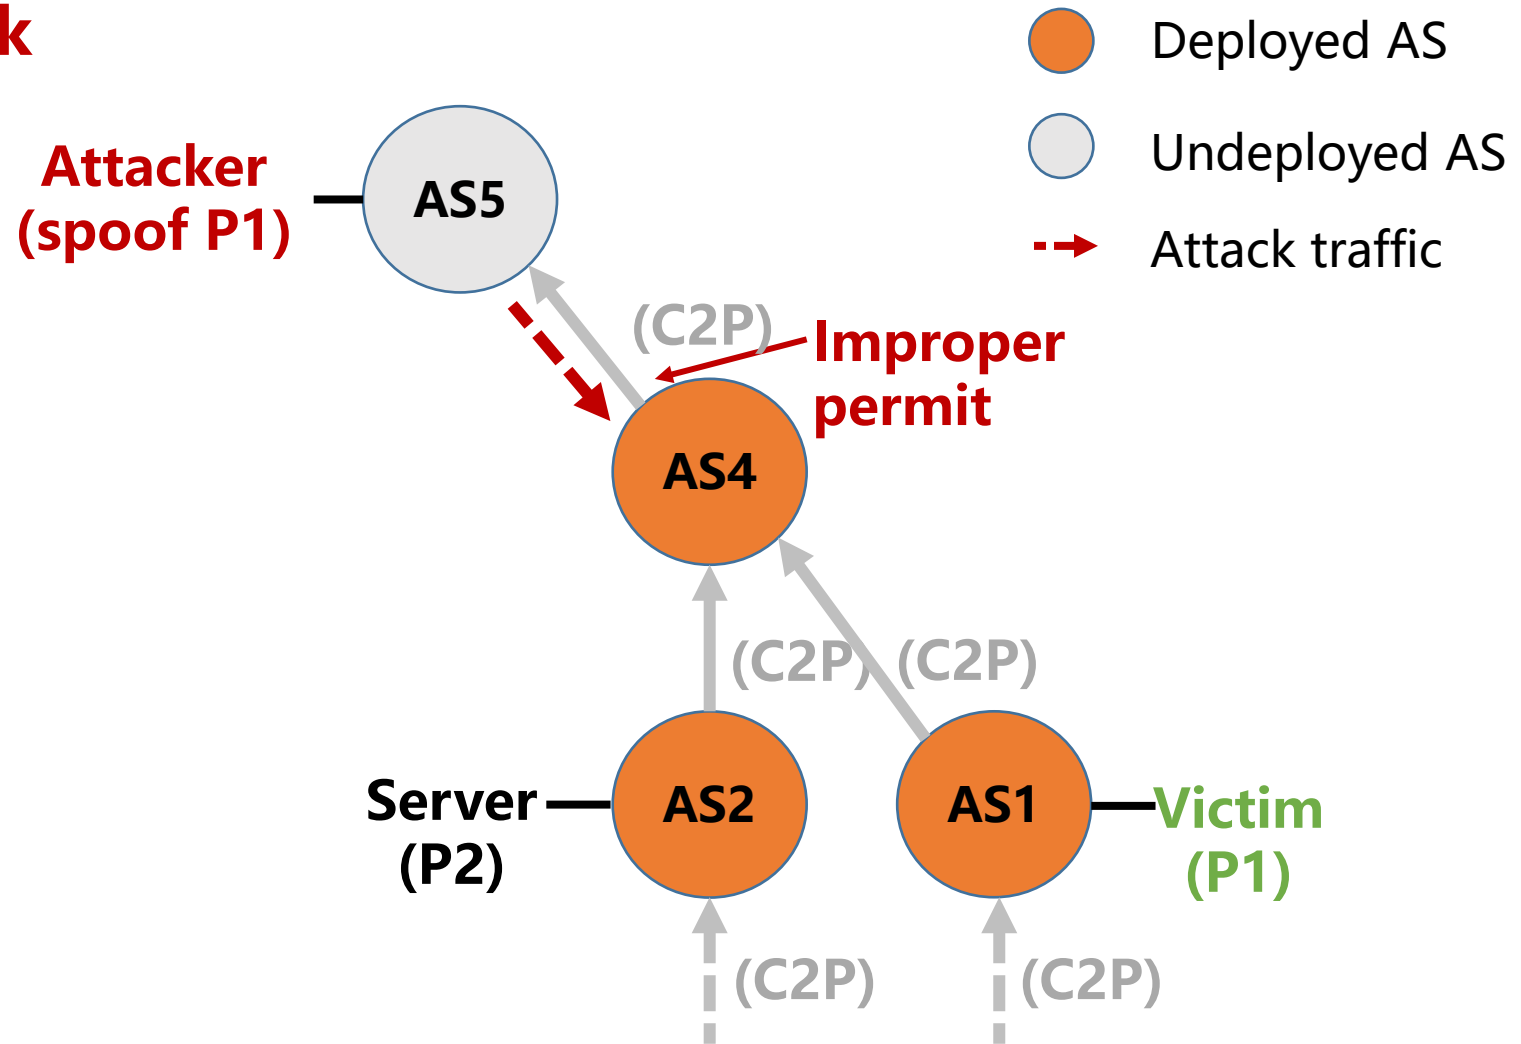 k
Deployed AS
Undeployed AS
Attack traffic
Attacker
(spoof P1)
AS5
(C2P)
Improper
permit
AS4
(C2P)
(C2P)
Server
(P2)
AS2
AS1
Victim
(P1)
(C2P)
(C2P)